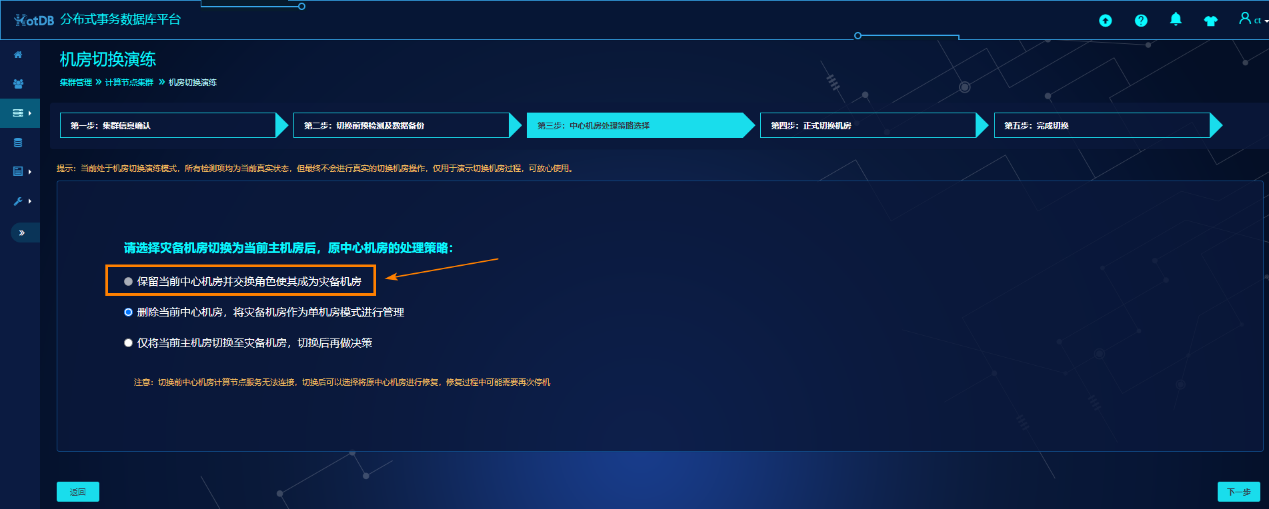 HotDB 分布式事务数据库平台
ct
机房切换演练
集群管理 » 计算节点集群 » 机房切换演练
第一步：集群信息确认
第二步：切换前预检测及数据备份
第三步：中心机房处理策略选择
第四步：正式切换机房
第五步：完成切换
提示：当前处于机房切换演练模式，所有检测项均为当前真实状态，但最终不会进行真实的切换机房操作，仅用于演示切换机房过程，可放心使用。
请选择灾备机房切换为当前主机房后，原中心机房的处理策略：
保留当前中心机房并交换角色使其成为灾备机房
删除当前中心机房，将灾备机房作为单机房模式进行管理
仅将当前主机房切换至灾备机房，切换后再做决策
注意：切换前中心机房计算节点服务无法连接，切换后可以选择将原中心机房进行修复，修复过程中可能需要再次停机
返回
下一步